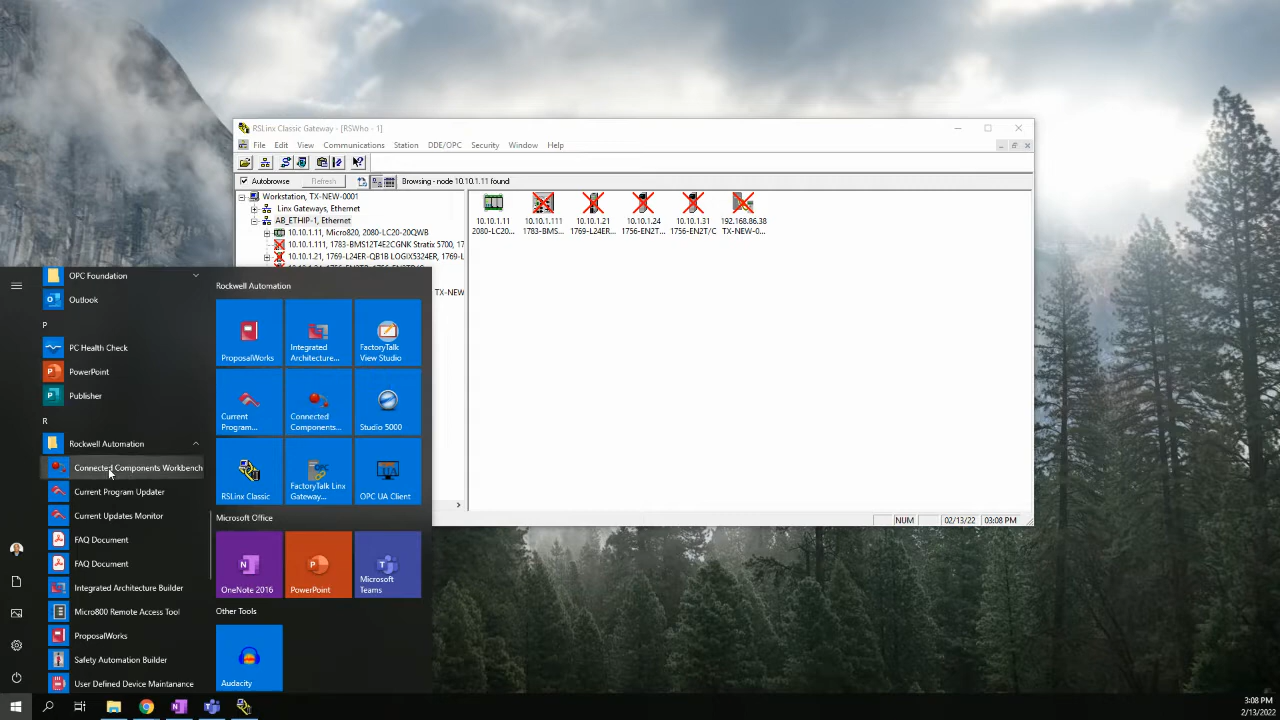 RSLinx Classic Gateway - [RSWho - 1]
File Edit View Communications Station DDE/OPC Security Window Help
Autobrowse Refresh Browsing - node 10.10.1.11 found
Workstation, TX-NEW-0001
Linx Gateways, Ethernet
AB_ETHIP-1, Ethernet
10.10.1.11, Micro820, 2080-LC20-20QWB
10.10.1.111, 1783-BMS12T4E2CGNK Stratix 5700, 17
10.10.1.21, 1769-L24ER-QB1B LOGIX5324ER, 1769-L
TX-NEW
10.10.1.11
2080-LC20...
10.10.1.111
1783-BMS...
10.10.1.21
1769-L24ER...
10.10.1.24
1756-EN2T...
10.10.1.31
1756-EN2T/C
192.168.86.38
TX-NEW-0...
NUM 02/13/22 03:08 PM
OPC Foundation
Outlook
P
PC Health Check
PowerPoint
Publisher
R
Rockwell Automation
Connected Components Workbench
Current Program Updater
Current Updates Monitor
FAQ Document
FAQ Document
Integrated Architecture Builder
Micro800 Remote Access Tool
ProposalWorks
Safety Automation Builder
User Defined Device Maintanance
Rockwell Automation
ProposalWorks
Integrated
Architecture...
FactoryTalk
View Studio
Current
Program...
Connected
Components...
Studio 5000
RSLinx Classic
FactoryTalk Linx
Gateway...
OPC UA Client
Microsoft Office
OneNote 2016
PowerPoint
Microsoft
Teams
Other Tools
Audacity
3:08 PM
2/13/2022